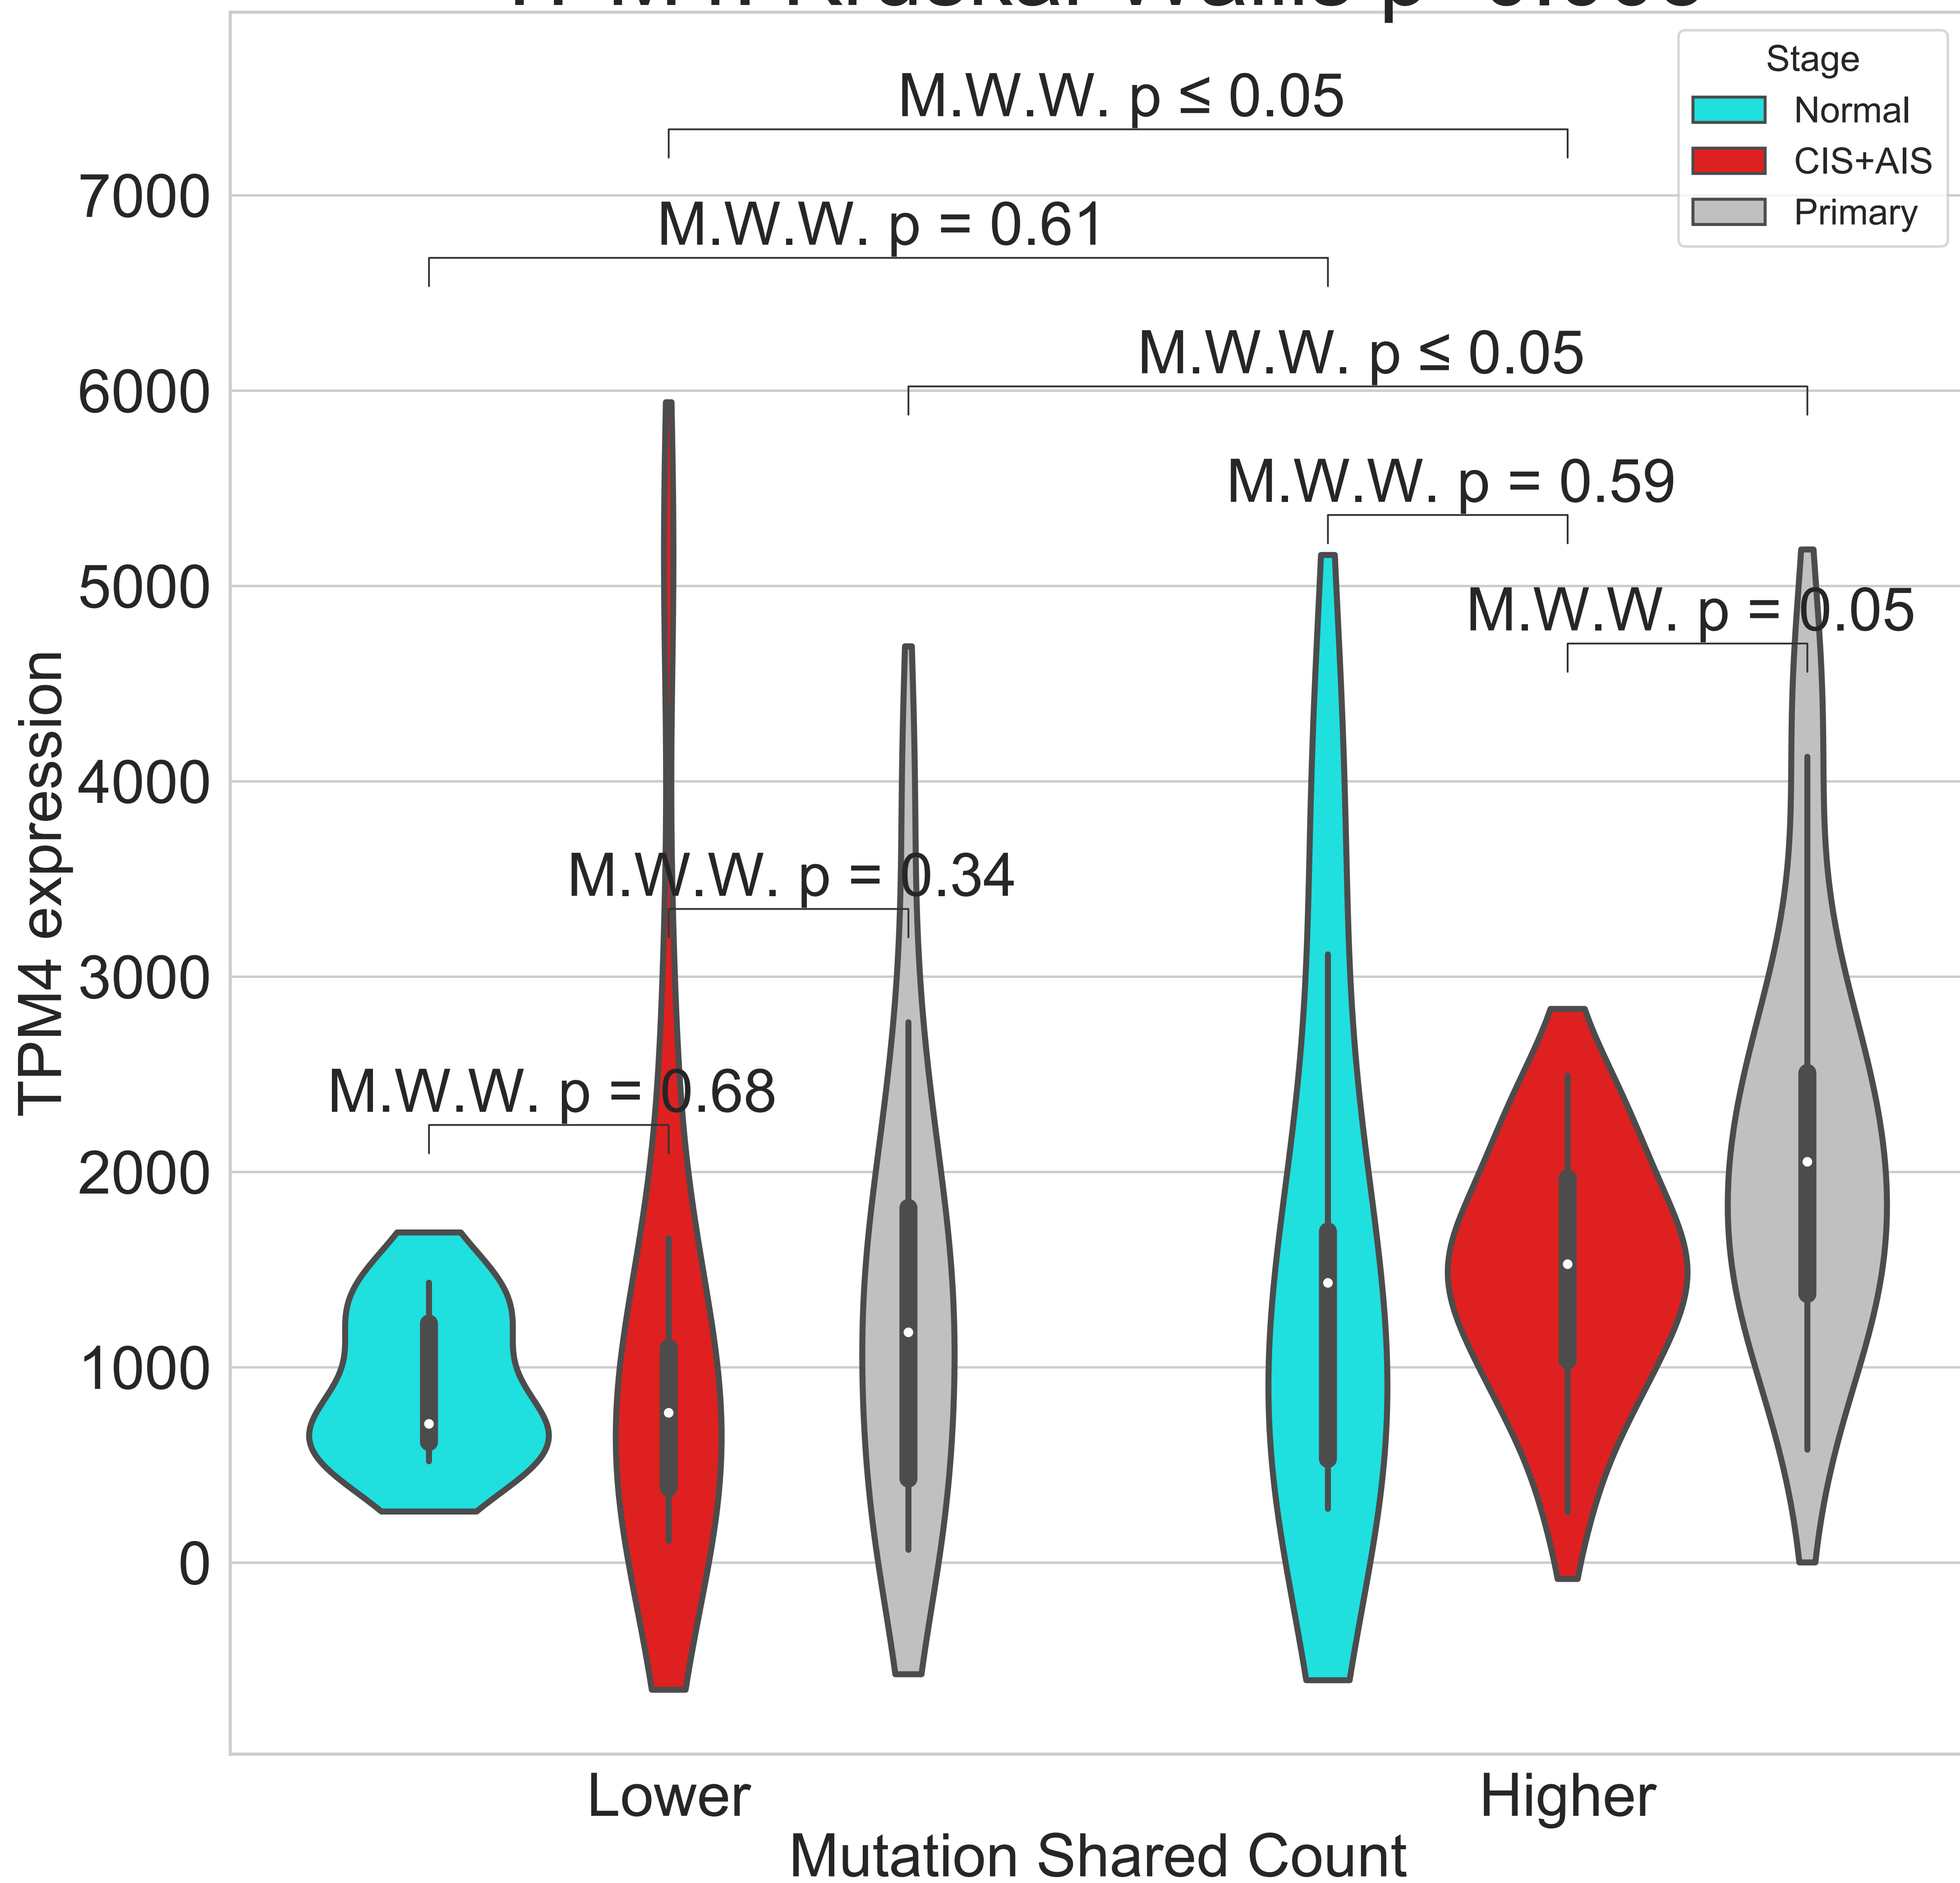 Stage
Normal
CIS+AIS
Primary
M.W.W. p ≤ 0.05
M.W.W. p = 0.61
M.W.W. p ≤ 0.05
M.W.W. p = 0.59
M.W.W. p = 0.05
M.W.W. p = 0.34
M.W.W. p = 0.68
7000
6000
5000
4000
3000
2000
1000
0
TPM4 expression
Lower
Higher
Mutation Shared Count